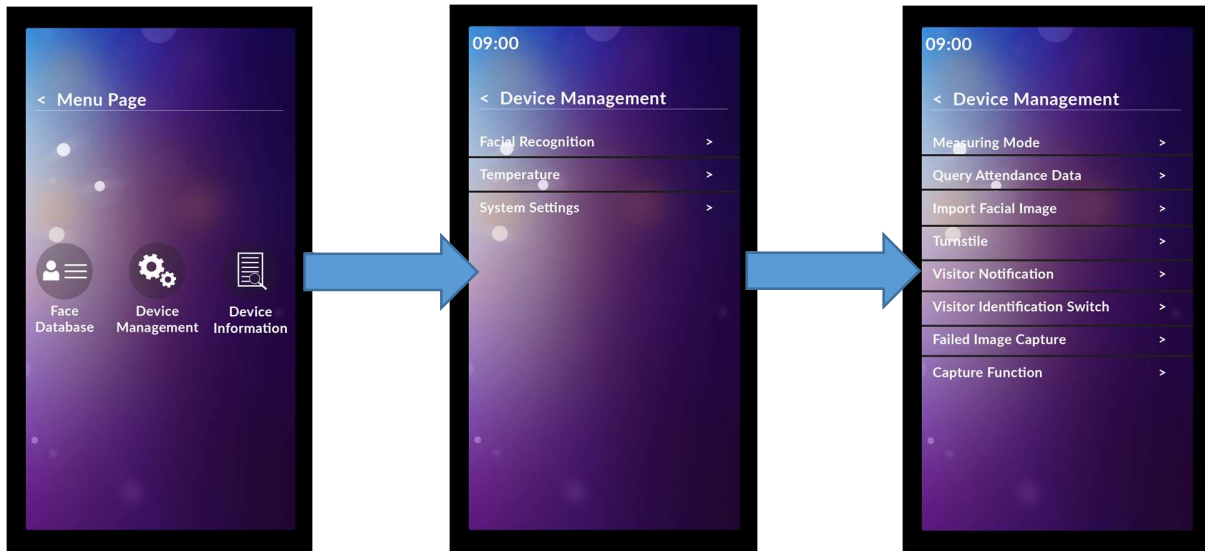 < Menu Page
Face Database
Device Management
Device Information
09:00
< Device Management
Facial Recognition >
Temperature >
System Settings >
09:00
< Device Management
Measuring Mode >
Query Attendance Data >
Import Facial Image >
Turnstile >
Visitor Notification >
Visitor Identification Switch >
Failed Image Capture >
Capture Function >